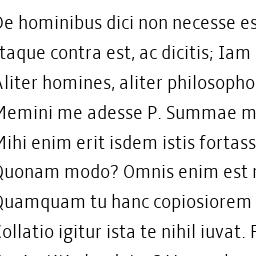 De hominibus dici non necesse es
Itaque contra est, ac dicitis; Iam
Aliter homines, aliter philosopho
Memini me adesse P. Summae m
Mihi enim erit isdem istis fortass
Quonam modo? Omnis enim est
Quamquam tu hanc copiosiorem
Collatio igitur ista te nihil iuvat.